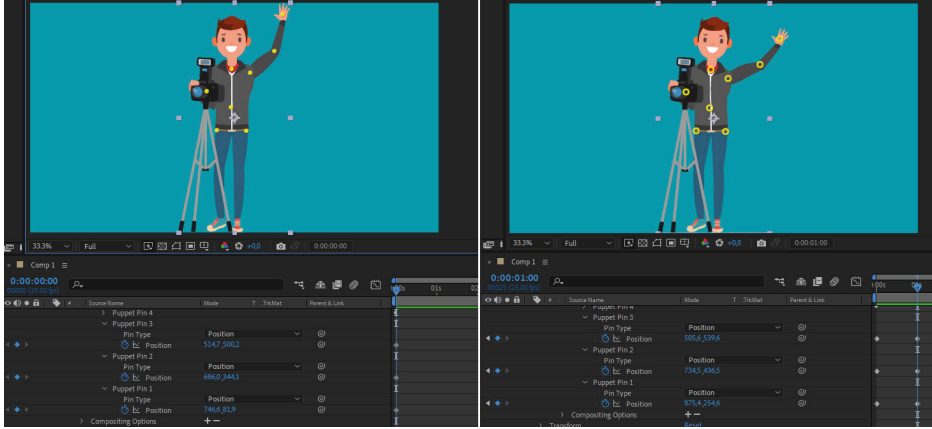 33.3% Full +0,0 0:00:00:00
Comp 1
0:00:00:00
00000 (25.00 fps)
01s 02
# Source Name Mode T .TrkMat Parent & Link
Puppet Pin 4
Puppet Pin 3
Pin Type Position
Position 514,7,500,2
Puppet Pin 2
Pin Type Position
Position 686,0,344,1
Puppet Pin 1
Pin Type Position
Position 746,6,81,9
Compositing Options + −
33.3% Full +0,0 0:00:01:00
Comp 1
0:00:01:00
00025 (25.00 fps)
# Source Name Mode T .TrkMat Parent & Link
Puppet Pin 4
Puppet Pin 3
Pin Type Position
Position 505,6,539,6
Puppet Pin 2
Pin Type Position
Position 734,5,436,5
Puppet Pin 1
Pin Type Position
Position 875,4,254,6
Compositing Options + −
Transform Reset